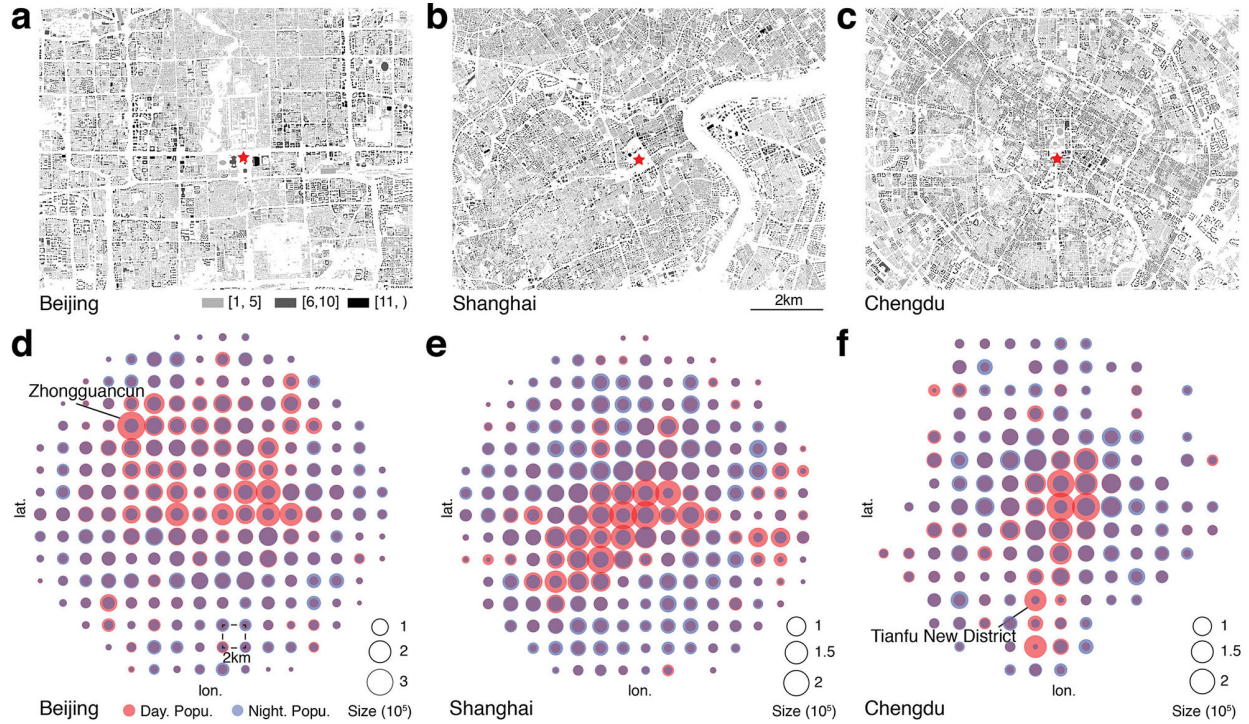 a
b
c
Beijing
[1, 5]
[6,10]
[11, )
Shanghai
2km
Chengdu
d
e
f
Zhongguancun
lat.
2km
1
2
3
lon.
Beijing
Day. Popu.
Night. Popu.
Size (10⁵)
lat.
1
1.5
2
lon.
Shanghai
Size (10⁵)
lat.
Tianfu New District
1
1.5
2
lon.
Chengdu
Size (10⁵)